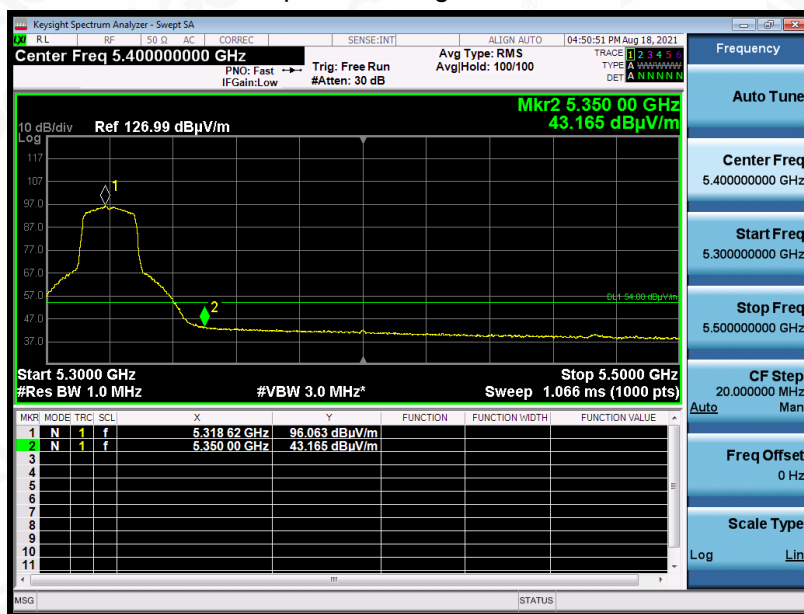 Keysight Spectrum Analyzer - Swept SA
LXI RL RF 50 Ω AC CORREC SENSE:INT ALIGN AUTO 04:50:51 PM Aug 18, 2021
Center Freq 5.400000000 GHz Avg Type: RMS TRACE 1 2 3 4 5 6
PNO: Fast Trig: Free Run Avg|Hold: 100/100 TYPE A WWWWW
IFGain:Low #Atten: 30 dB DET A N N N N N
Mkr2 5.350 00 GHz
43.165 dBμV/m
10 dB/div Ref 126.99 dBμV/m
Log
117
107
97.0
87.0
77.0
67.0
57.0
47.0
37.0
1
2
DL1 54.00 dBμV/m
Start 5.3000 GHz Stop 5.5000 GHz
#Res BW 1.0 MHz #VBW 3.0 MHz* Sweep 1.066 ms (1000 pts)
MKR MODE TRC SCL X Y FUNCTION FUNCTION WIDTH FUNCTION VALUE
1 N 1 f 5.318 62 GHz 96.063 dBμV/m
2 N 1 f 5.350 00 GHz 43.165 dBμV/m
3
4
5
6
7
8
9
10
11
MSG STATUS
Frequency
Auto Tune
Center Freq
5.400000000 GHz
Start Freq
5.300000000 GHz
Stop Freq
5.500000000 GHz
CF Step
20.000000 MHz
Auto Man
Freq Offset
0 Hz
Scale Type
Log Lin